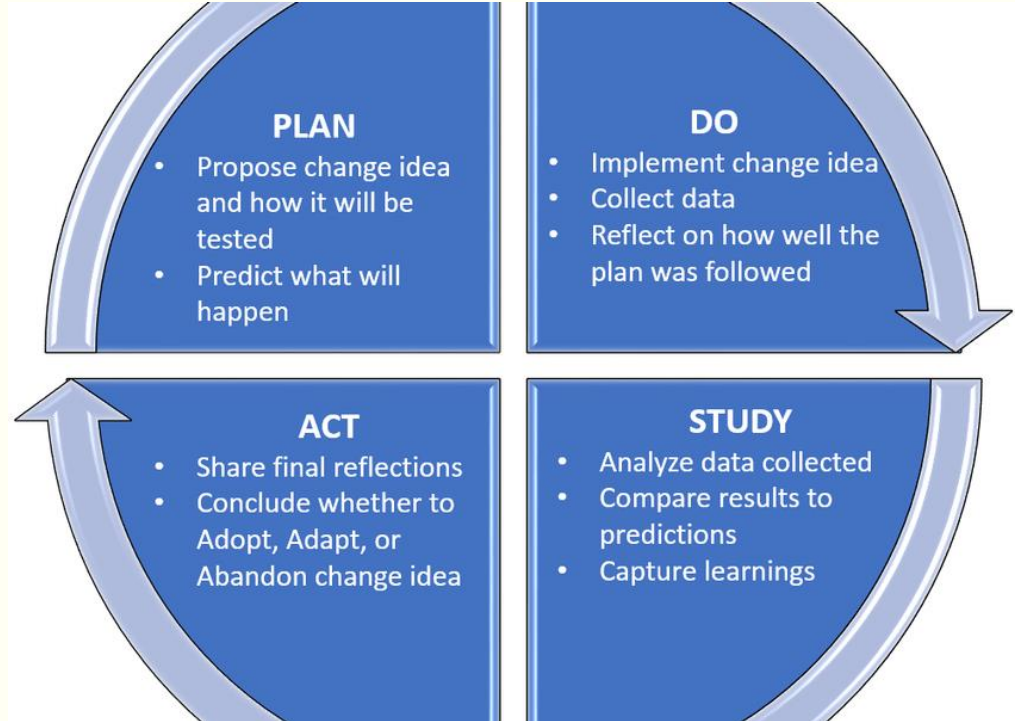 PLAN
• Propose change idea
and how it will be
tested
• Predict what will
happen
DO
• Implement change idea
• Collect data
• Reflect on how well the
plan was followed
ACT
• Share final reflections
• Conclude whether to
Adopt, Adapt, or
Abandon change idea
STUDY
• Analyze data collected
• Compare results to
predictions
• Capture learnings